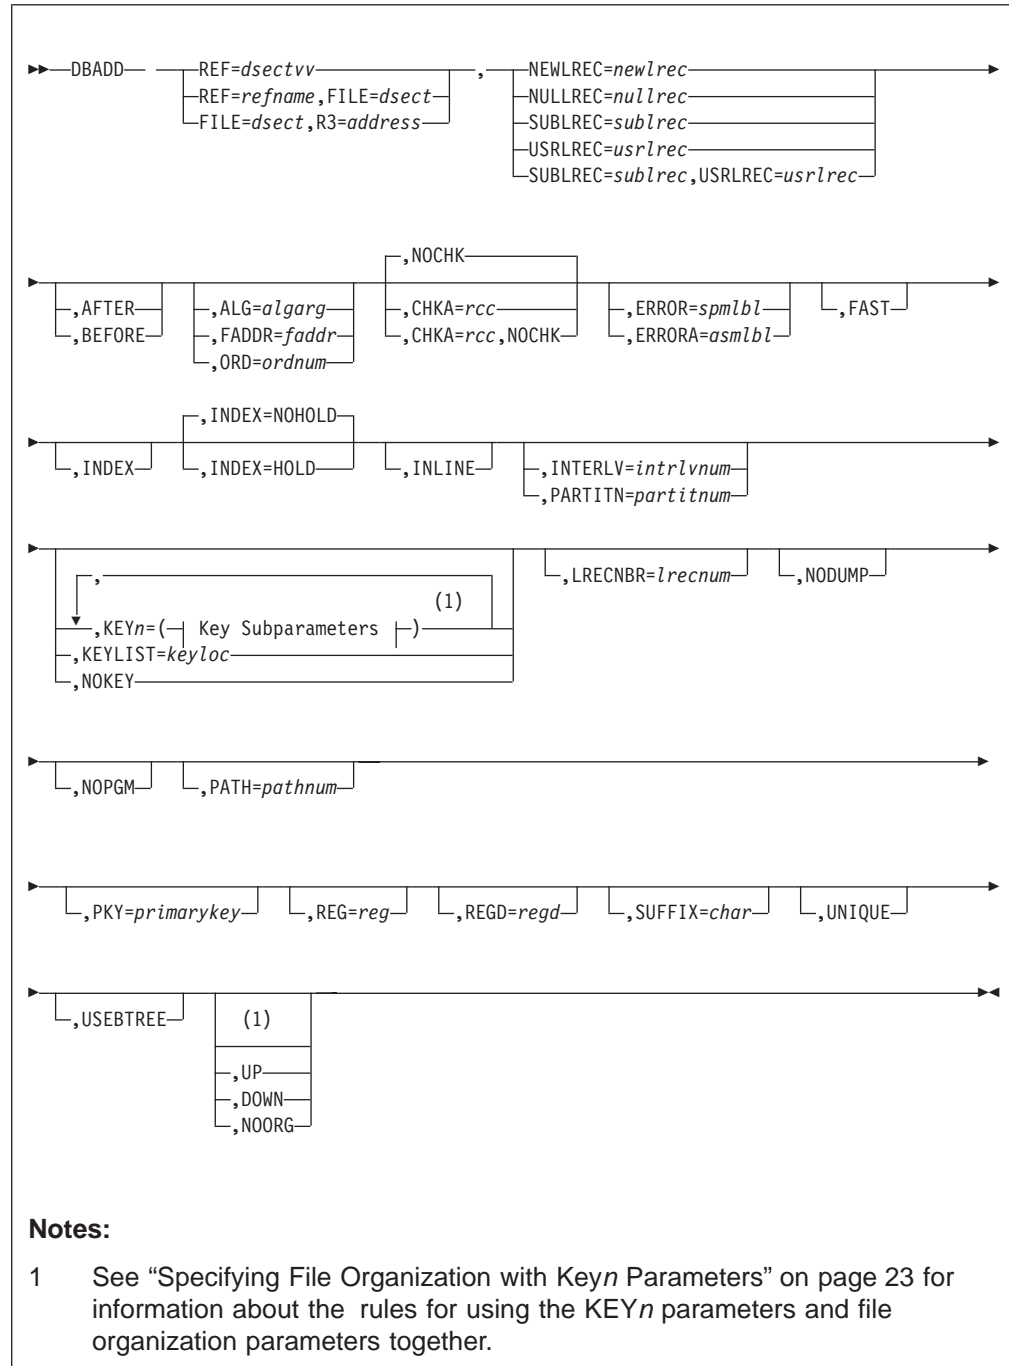 DBADD REF=dsectvv , NEWLREC=newlrec
REF=refname,FILE=dsect NULLREC=nullrec
FILE=dsect,R3=address SUBLREC=sublrec
USRLREC=usrlrec
SUBLREC=sublrec,USRLREC=usrlrec
,NOCHK
,AFTER ,ALG=algarg ,CHKA=rcc ,ERROR=spmlbl ,FAST
,BEFORE ,FADDR=faddr ,CHKA=rcc,NOCHK ,ERRORA=asmlbl
,ORD=ordnum
,INDEX=NOHOLD
,INDEX ,INDEX=HOLD ,INLINE ,INTERLV=intrlvnum
,PARTITN=partitnum
, ,LRECNBR=lrecnum ,NODUMP
(1)
,KEYn=( Key Subparameters )
,KEYLIST=keyloc
,NOKEY
,NOPGM ,PATH=pathnum
,PKY=primarykey ,REG=reg ,REGD=regd ,SUFFIX=char ,UNIQUE
,USEBTREE (1)
,UP
,DOWN
,NOORG
Notes:
1 See “Specifying File Organization with Keyn Parameters” on page 23 for
information about the rules for using the KEYn parameters and file
organization parameters together.